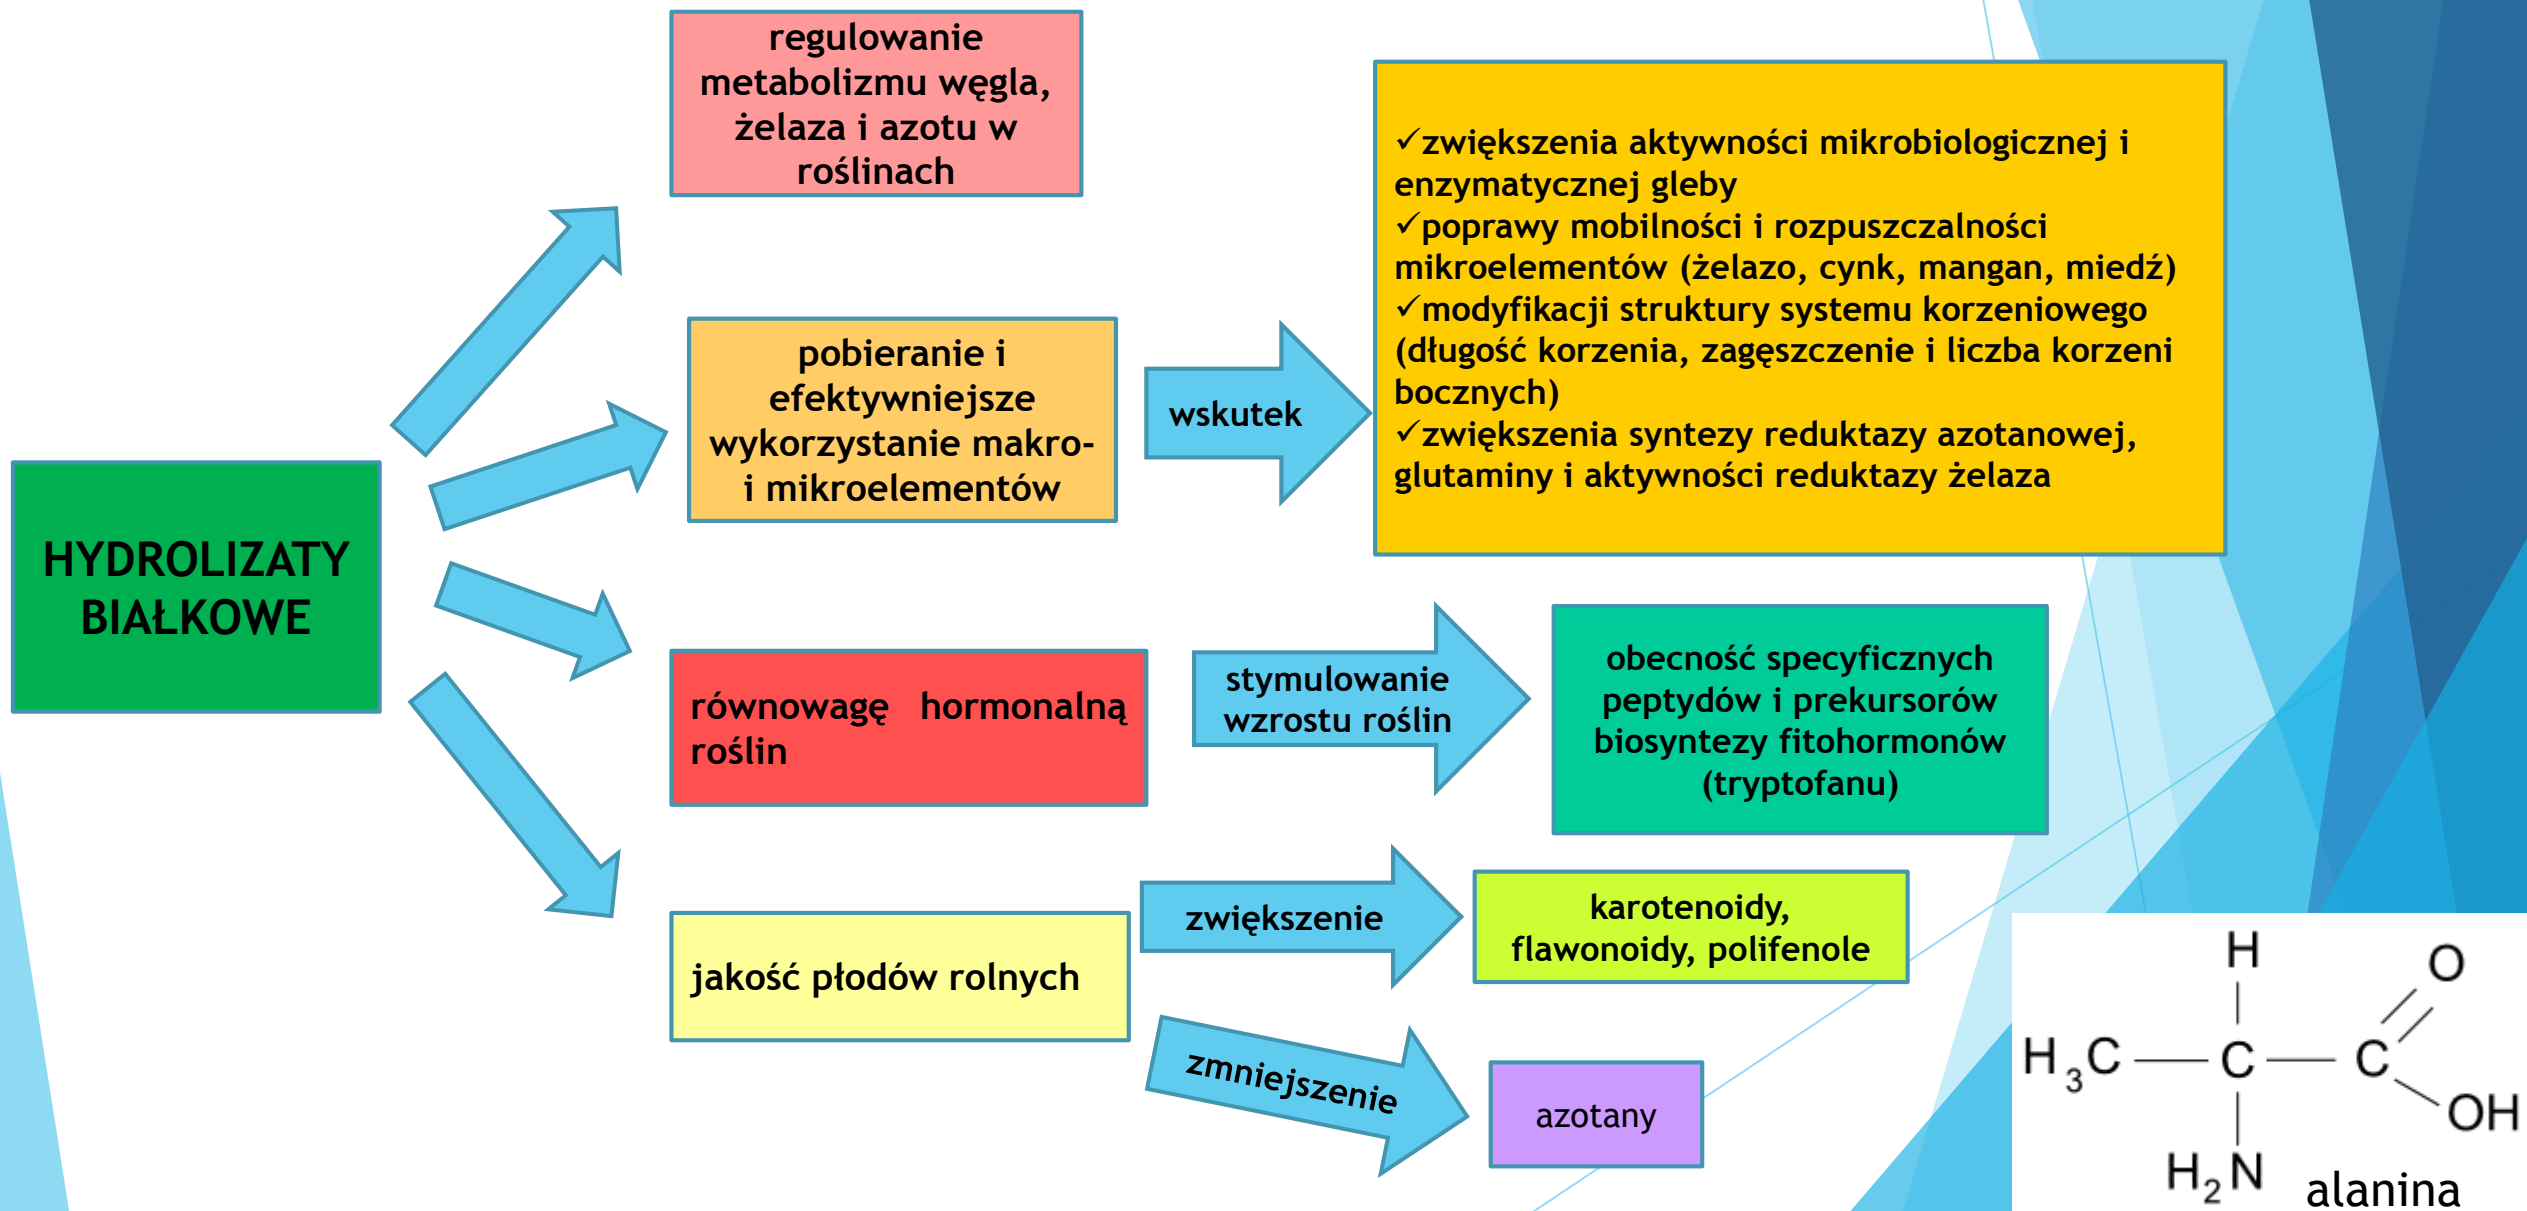 regulowanie
metabolizmu węgla,
żelaza i azotu w
roślinach
✓zwiększenia aktywności mikrobiologicznej i
enzymatycznej gleby
✓poprawy mobilności i rozpuszczalności
mikroelementów (żelazo, cynk, mangan, miedź)
✓modyfikacji struktury systemu korzeniowego
(długość korzenia, zagęszczenie i liczba korzeni
bocznych)
✓zwiększenia syntezy reduktazy azotanowej,
glutaminy i aktywności reduktazy żelaza
pobieranie i
efektywniejsze
wykorzystanie makro-
i mikroelementów
wskutek
HYDROLIZATY
BIAŁKOWE
równowagę hormonalną
roślin
stymulowanie
wzrostu roślin
obecność specyficznych
peptydów i prekursorów
biosyntezy fitohormonów
(tryptofanu)
jakość płodów rolnych
zwiększenie
karotenoidy,
flawonoidy, polifenole
zmniejszenie
azotany
H
O
H₃C C C
OH
H₂N
alanina